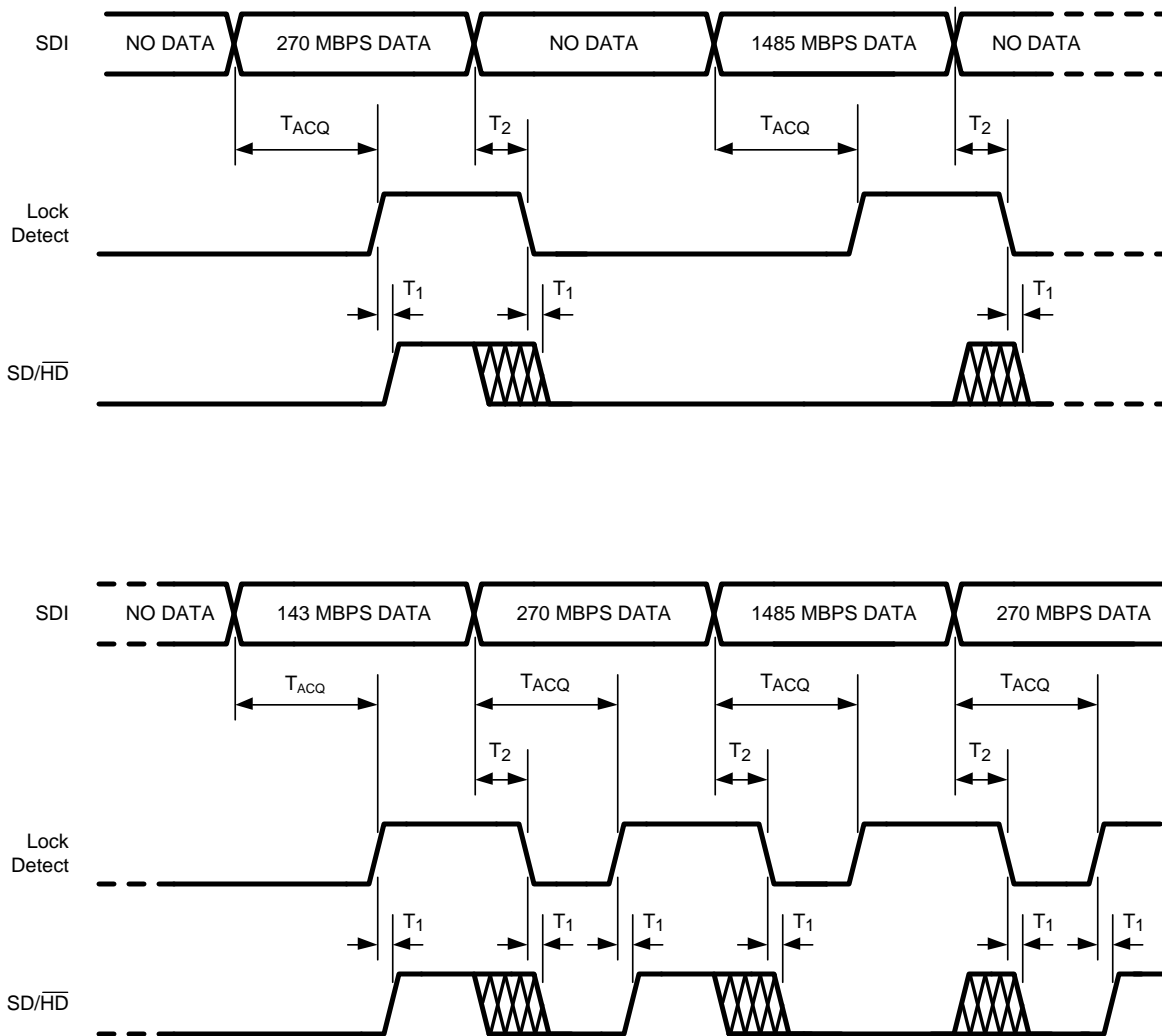 SDI NO DATA 270 MBPS DATA NO DATA 1485 MBPS DATA NO DATA
TACQ T2 TACQ T2
Lock
Detect
T1 T1 T1
SD/HD
SDI NO DATA 143 MBPS DATA 270 MBPS DATA 1485 MBPS DATA 270 MBPS DATA
TACQ TACQ TACQ TACQ
T2 T2 T2
Lock
Detect
T1 T1 T1 T1 T1 T1
SD/HD